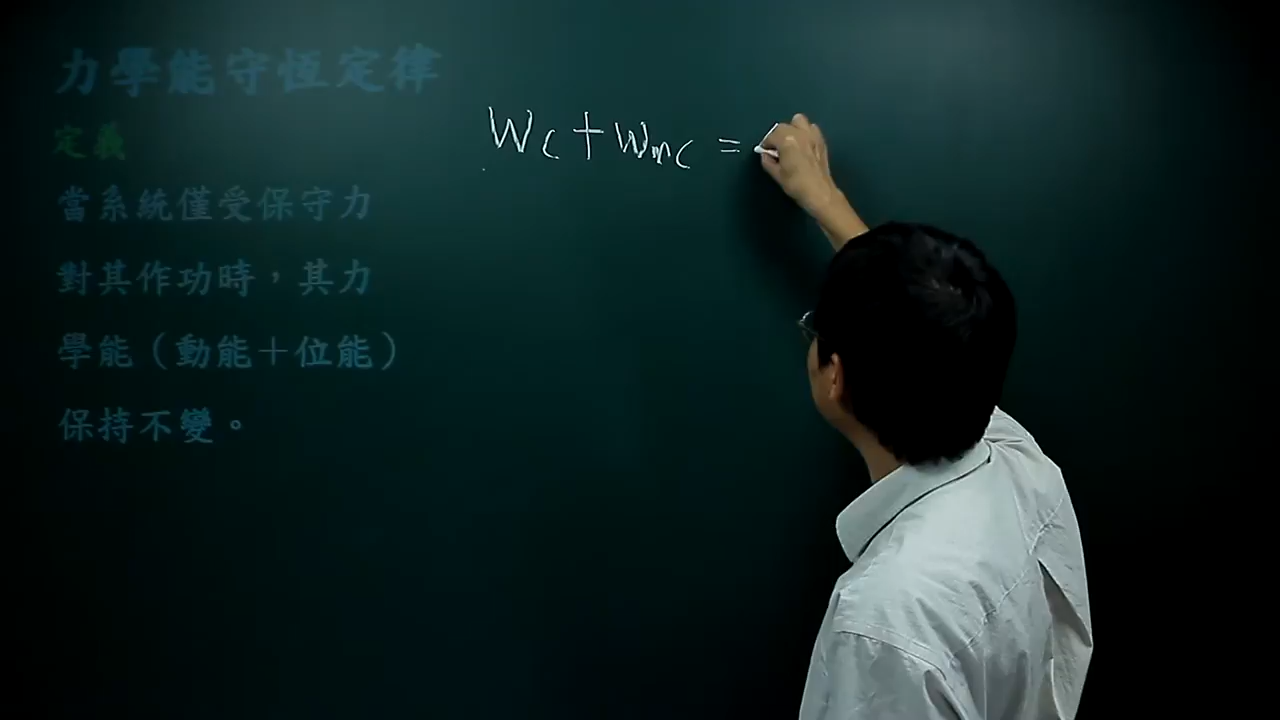 力學能守恆定律
定義
當系統僅受保守力
對其作功時，其力
學能（動能＋位能）
保持不變。
Wc + Wnc =